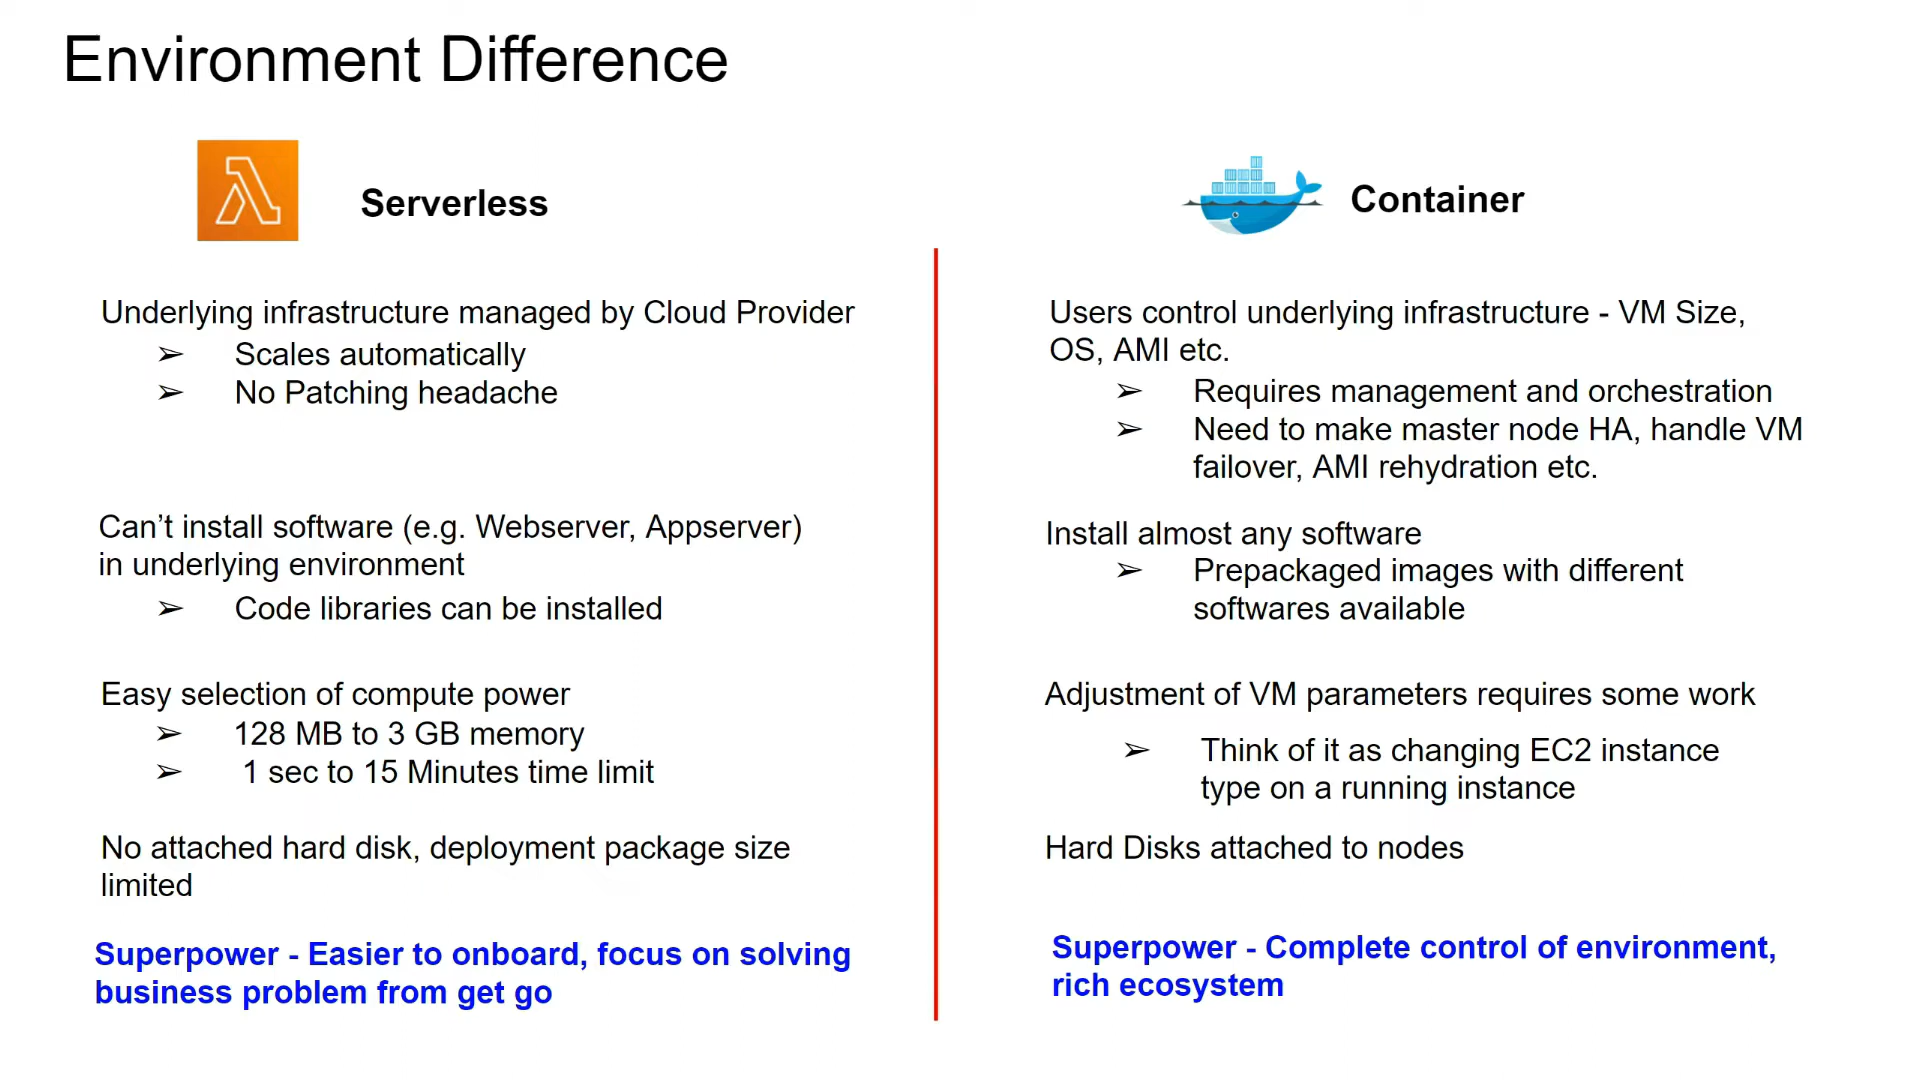 Environment Difference
Serverless
Underlying infrastructure managed by Cloud Provider
➢ Scales automatically
➢ No Patching headache
Can’t install software (e.g. Webserver, Appserver)
in underlying environment
➢ Code libraries can be installed
Easy selection of compute power
➢ 128 MB to 3 GB memory
➢ 1 sec to 15 Minutes time limit
No attached hard disk, deployment package size
limited
Superpower - Easier to onboard, focus on solving
business problem from get go
Container
Users control underlying infrastructure - VM Size,
OS, AMI etc.
➢ Requires management and orchestration
➢ Need to make master node HA, handle VM
failover, AMI rehydration etc.
Install almost any software
➢ Prepackaged images with different
softwares available
Adjustment of VM parameters requires some work
➢ Think of it as changing EC2 instance
type on a running instance
Hard Disks attached to nodes
Superpower - Complete control of environment,
rich ecosystem